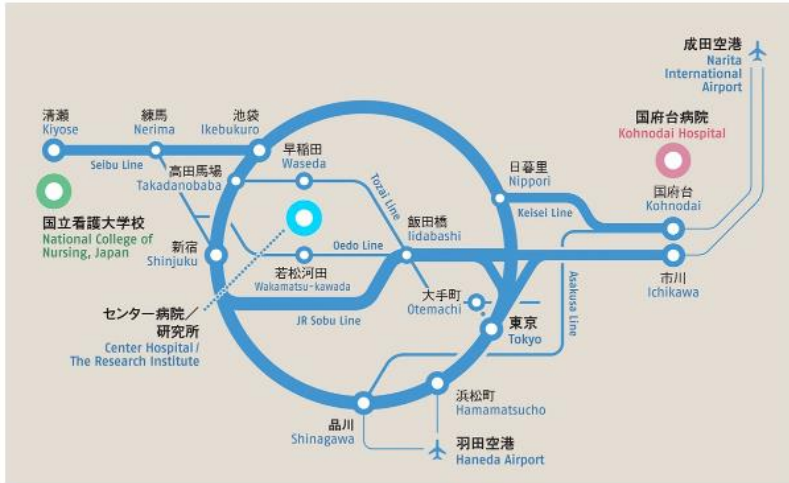 成田空港
Narita
International
Airport
清瀬
Kiyose
練馬
Nerima
池袋
Ikebukuro
国府台病院
Kohnodai Hospital
早稲田
Waseda
高田馬場
Takadanobaba
日暮里
Nippori
国府台
Kohnodai
Seibu Line
Tozai Line
Keisei Line
国立看護大学校
National College of
Nursing, Japan
新宿
Shinjuku
Oedo Line
飯田橋
Iidabashi
若松河田
Wakamatsu-kawada
市川
Ichikawa
大手町
Otemachi
Asakusa Line
センター病院/
研究所
Center Hospital/
The Research Institute
JR Sobu Line
東京
Tokyo
浜松町
Hamamatsucho
品川
Shinagawa
羽田空港
Haneda Airport